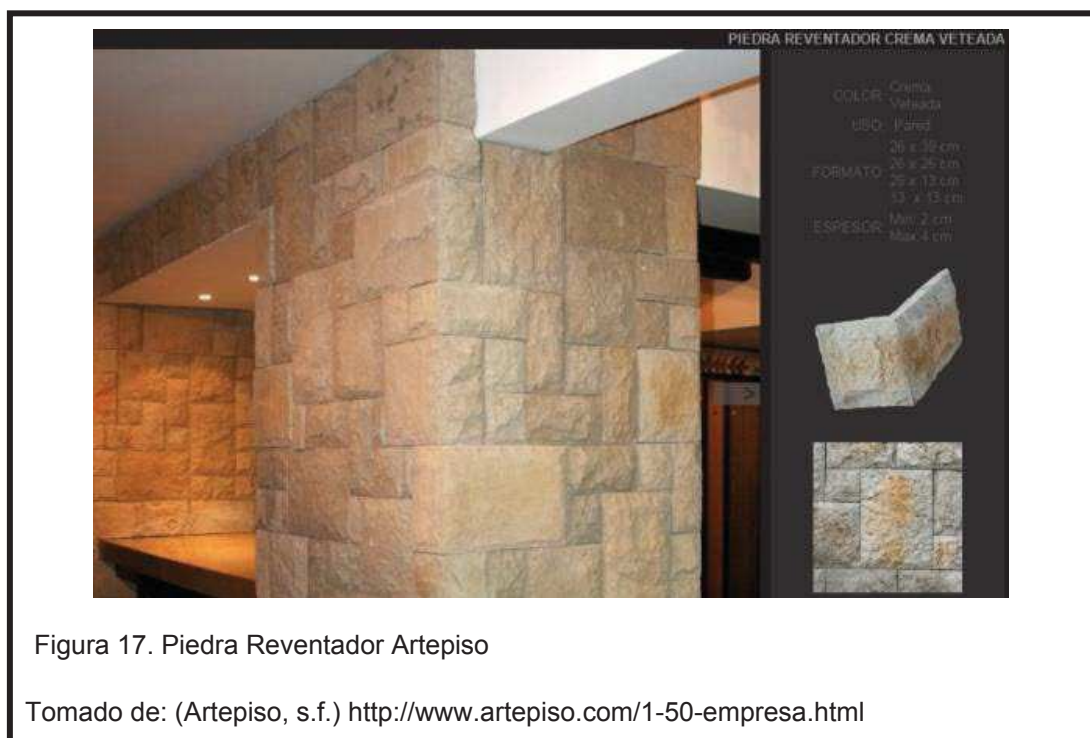 PIEDRA REVENTADOR CREMA VETEADA
COLOR: Crema
Veteada
USO: Pared
FORMATO: 26 x 39 cm
26 x 26 cm
26 x 13 cm
13 x 13 cm
ESPESOR: Min. 2 cm
Max 4 cm
>
Figura 17. Piedra Reventador Artepiso
Tomado de: (Artepiso, s.f.) http://www.artepiso.com/1-50-empresa.html